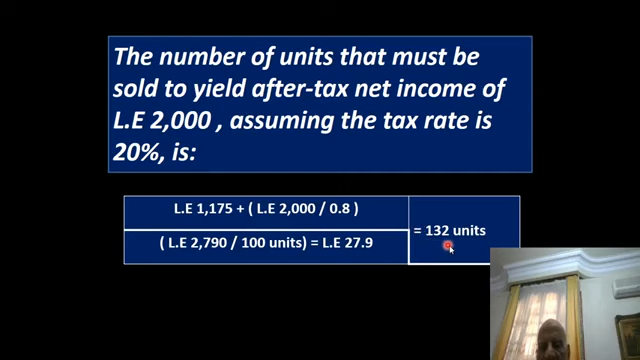 The number of units that must be
sold to yield after-tax net income of
L.E 2,000 , assuming the tax rate is
20%, is:
L.E 1,175 + ( L.E 2,000 / 0.8 )
= 132 units
( L.E 2,790 / 100 units) = L.E 27.9